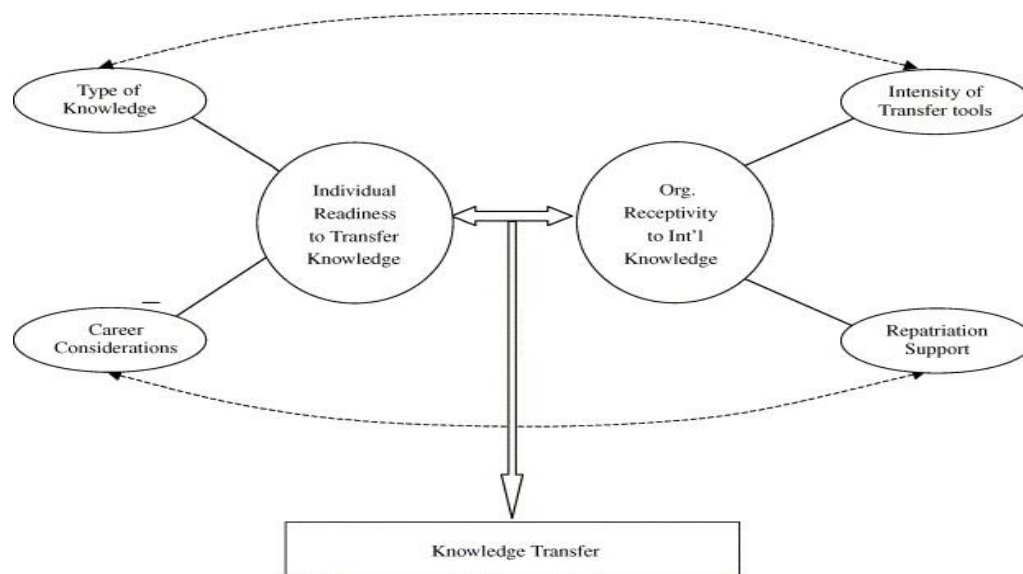 Type of
Knowledge
Intensity of
Transfer tools
Individual
Readiness
to Transfer
Knowledge
Org.
Receptivity
to Int'l
Knowledge
Career
Considerations
Repatriation
Support
Knowledge Transfer